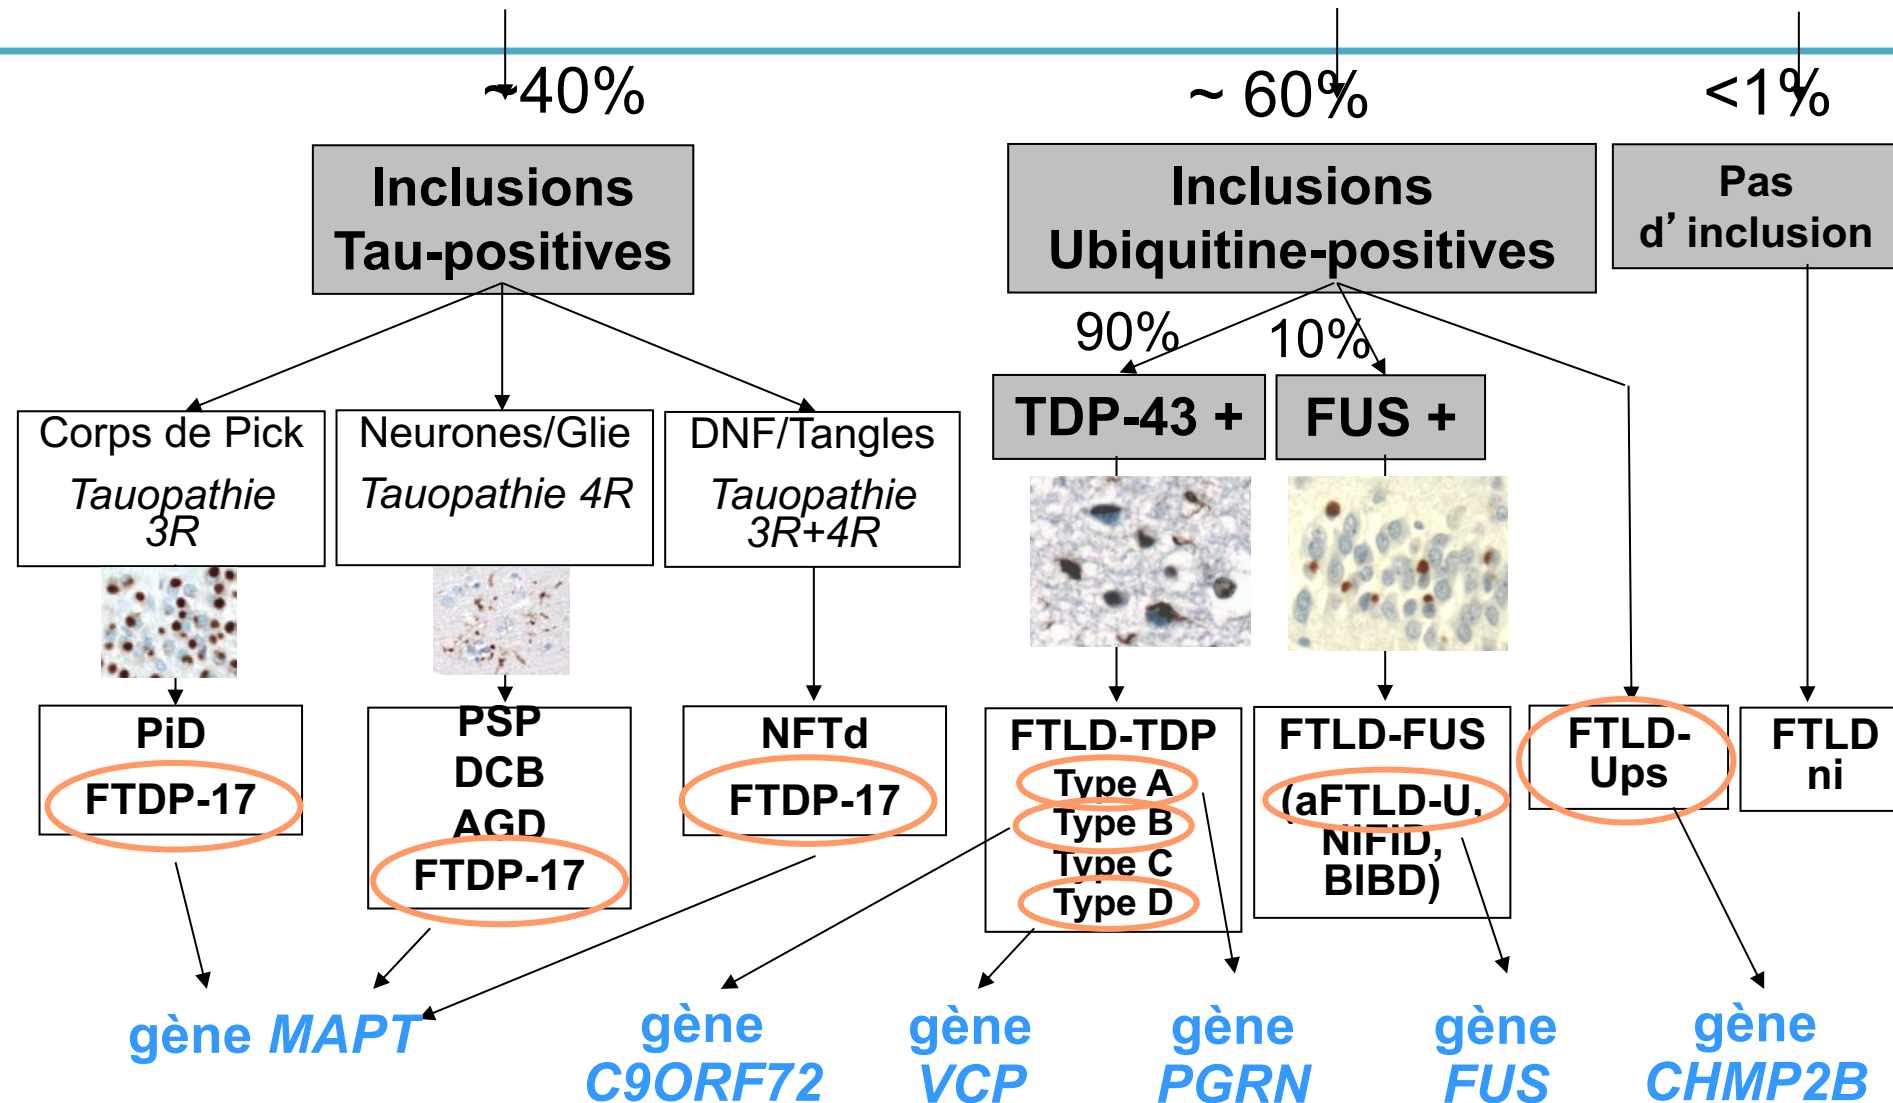 ~40%
~ 60%
<1%
Inclusions
Tau-positives
Inclusions
Ubiquitine-positives
Pas
d’ inclusion
90%
10%
TDP-43 +
FUS +
Corps de Pick
Tauopathie
3R
Neurones/Glie
Tauopathie 4R
DNF/Tangles
Tauopathie
3R+4R
PiD
FTDP-17
PSP
DCB
AGD
FTDP-17
NFTd
FTDP-17
FTLD-TDP
Type A
Type B
Type C
Type D
FTLD-FUS
(aFTLD-U,
NIFID,
BIBD)
FTLD-
Ups
FTLD
ni
gène MAPT
gène
C9ORF72
gène
VCP
gène
PGRN
gène
FUS
gène
CHMP2B